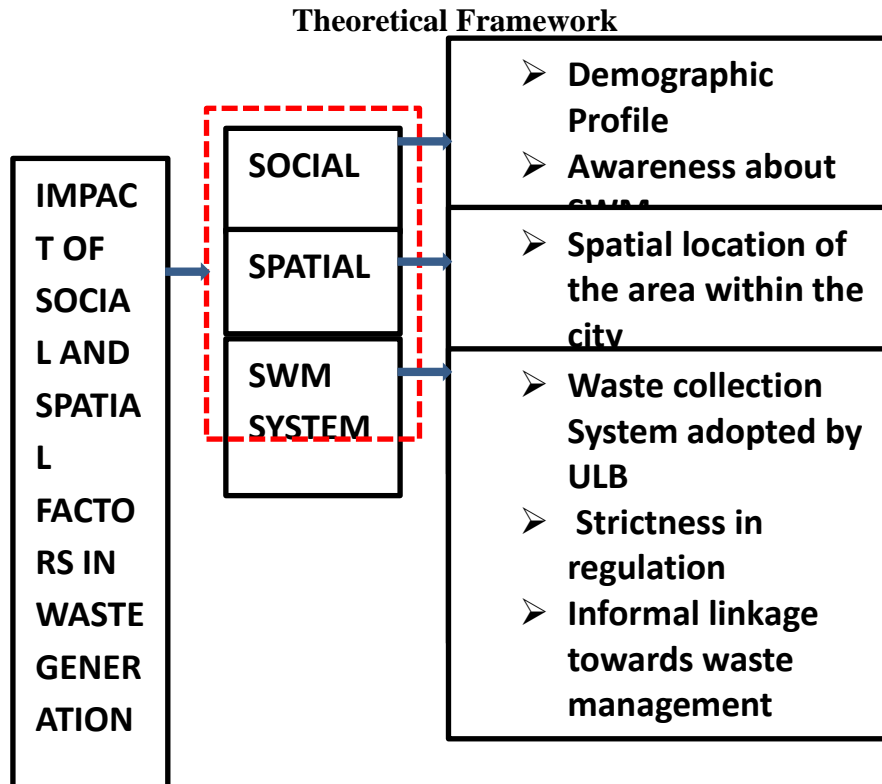 Theoretical Framework
IMPAC
T OF
SOCIA
L AND
SPATIA
L
FACTO
RS IN
WASTE
GENER
ATION
SOCIAL
SPATIAL
SWM
SYSTEM
➢ Demographic
Profile
➢ Awareness about
SWM
➢ Spatial location of
the area within the
city
➢ Waste collection
System adopted by
ULB
➢ Strictness in
regulation
➢ Informal linkage
towards waste
management